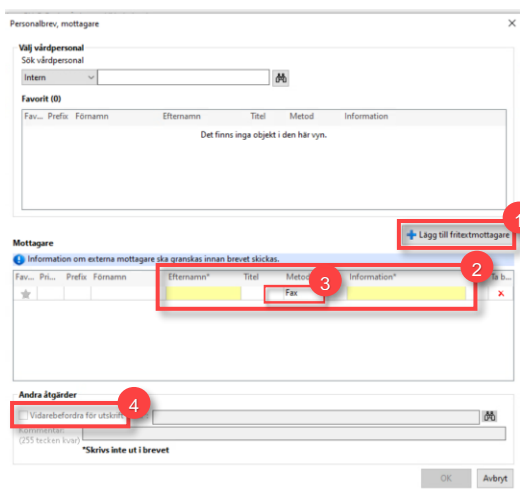 Personalbrev, mottagare
Välj vårdpersonal
Sök vårdpersonal
Intern
Favorit (0)
Fav... Prefix Förnamn Efternamn Titel Metod Information
Det finns inga objekt i den här vyn.
1
Lägg till fritextmottagare
Mottagare
Information om externa mottagare ska granskas innan brevet skickas.
2
Fav... Pri... Prefix Förnamn Efternamn* Titel Metod Information* Ta b...
3
Fax
Andra åtgärder
4
Vidarebefordra för utskrift
Kommentar:
(255 tecken kvar)
*Skrivs inte ut i brevet
OK Avbryt